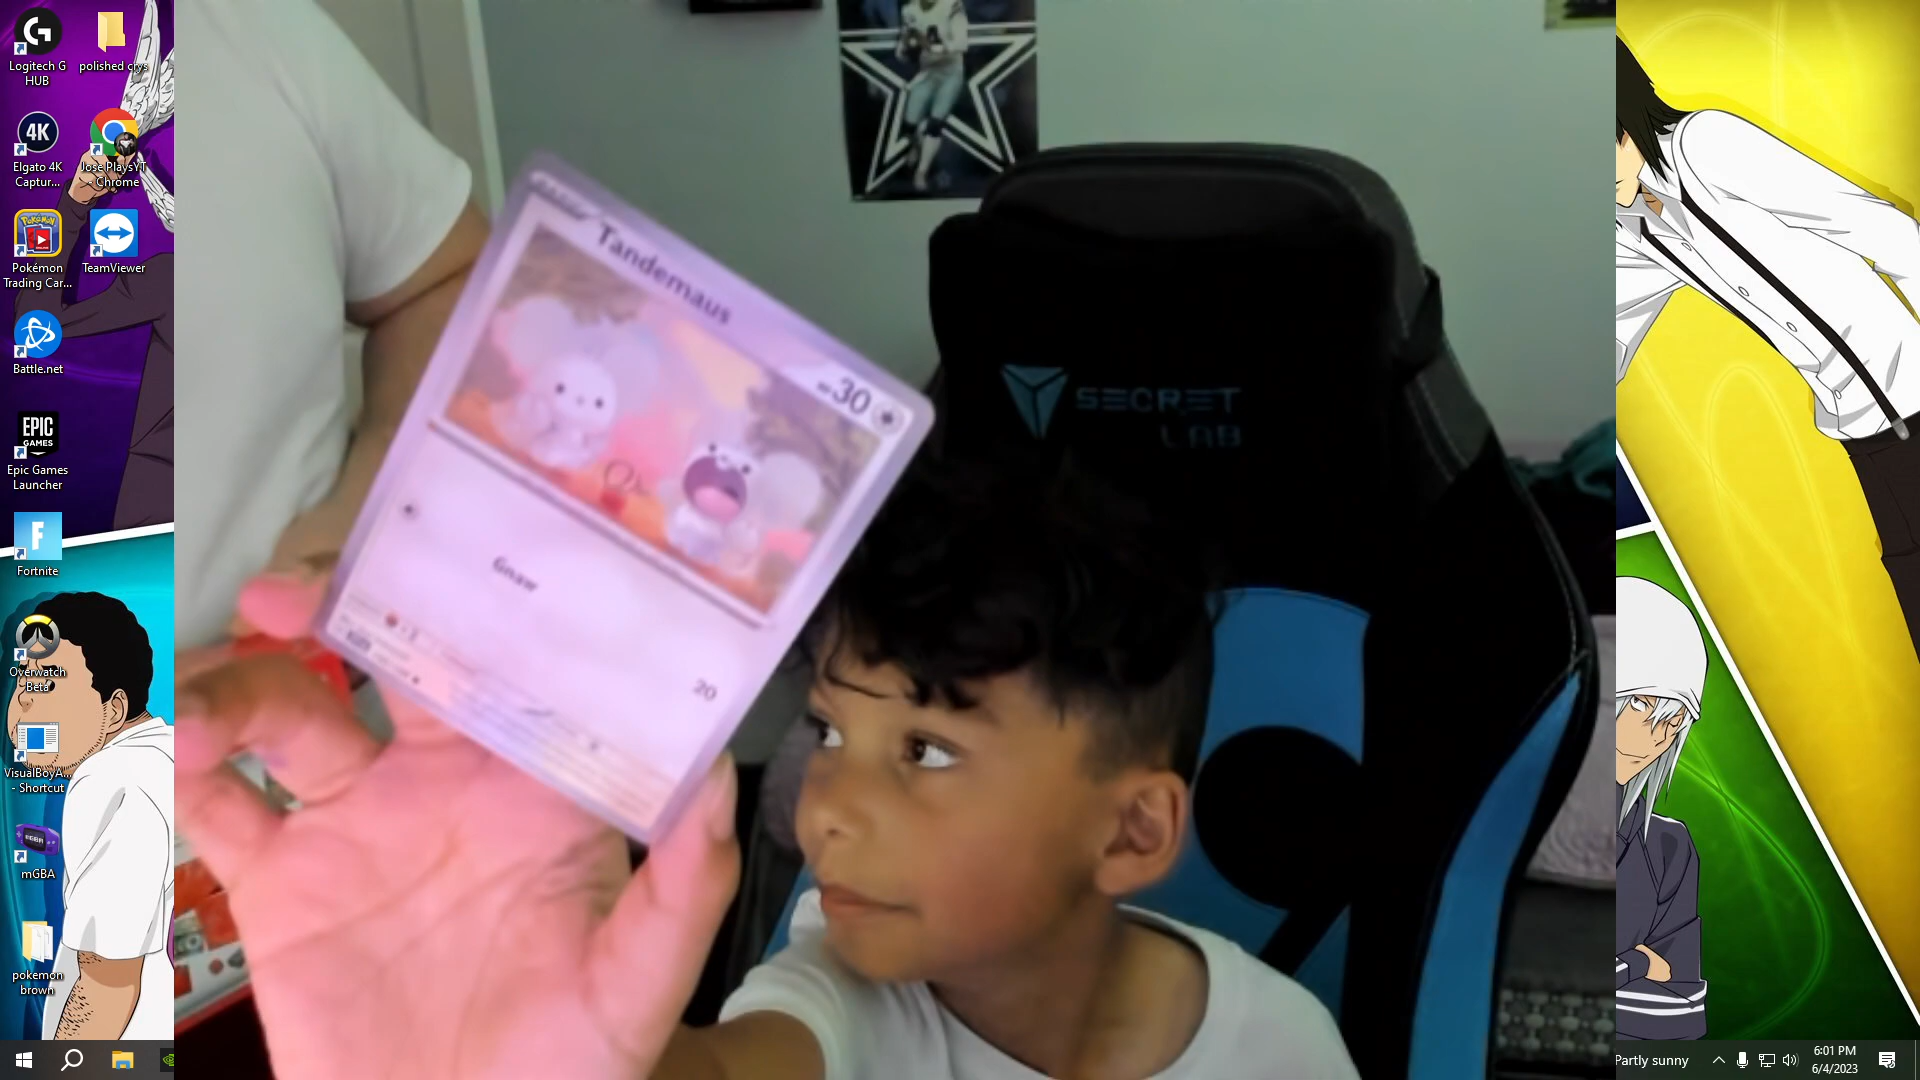 Logitech G
HUB
polished crys
Elgato 4K
Captur...
Jose PlaysYT
- Chrome
Pokémon
Trading Car...
TeamViewer
Battle.net
EPIC
GAMES
Epic Games
Launcher
Fortnite
Overwatch
Beta
VisualBoyA...
- Shortcut
mGBA
pokemon
brown
Tandemaus
30
Gnaw
20
SECRET
LAB
Partly sunny
6:01 PM
6/4/2023